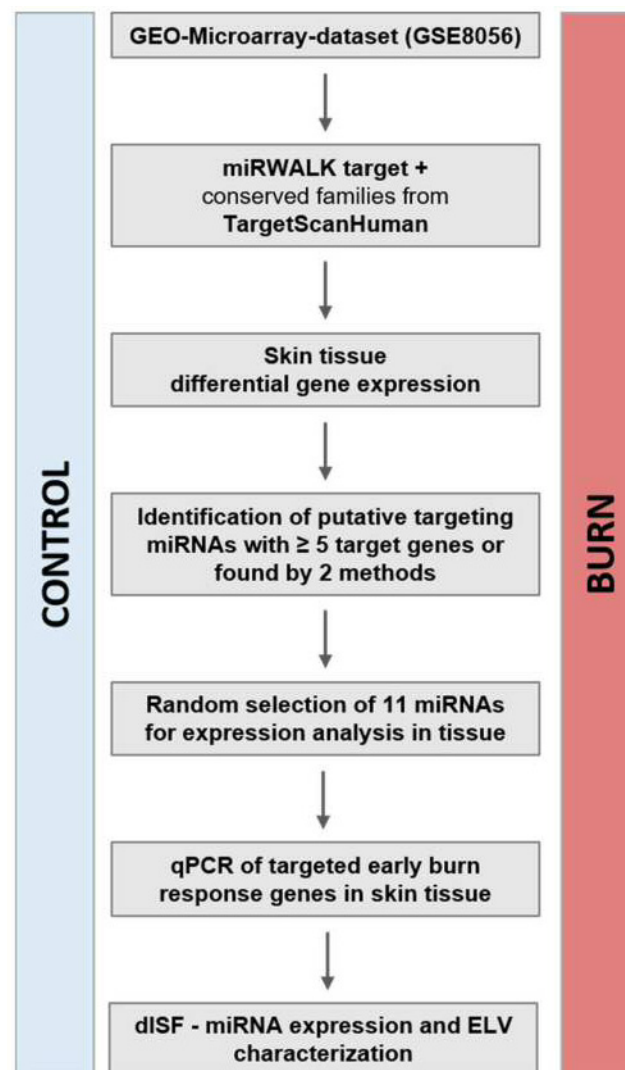 GEO-Microarray-dataset (GSE8056)
miRWALK target +
conserved families from
TargetScanHuman
Skin tissue
differential gene expression
Identification of putative targeting
miRNAs with ≥ 5 target genes or
found by 2 methods
Random selection of 11 miRNAs
for expression analysis in tissue
qPCR of targeted early burn
response genes in skin tissue
dISF - miRNA expression and ELV
characterization
CONTROL
BURN